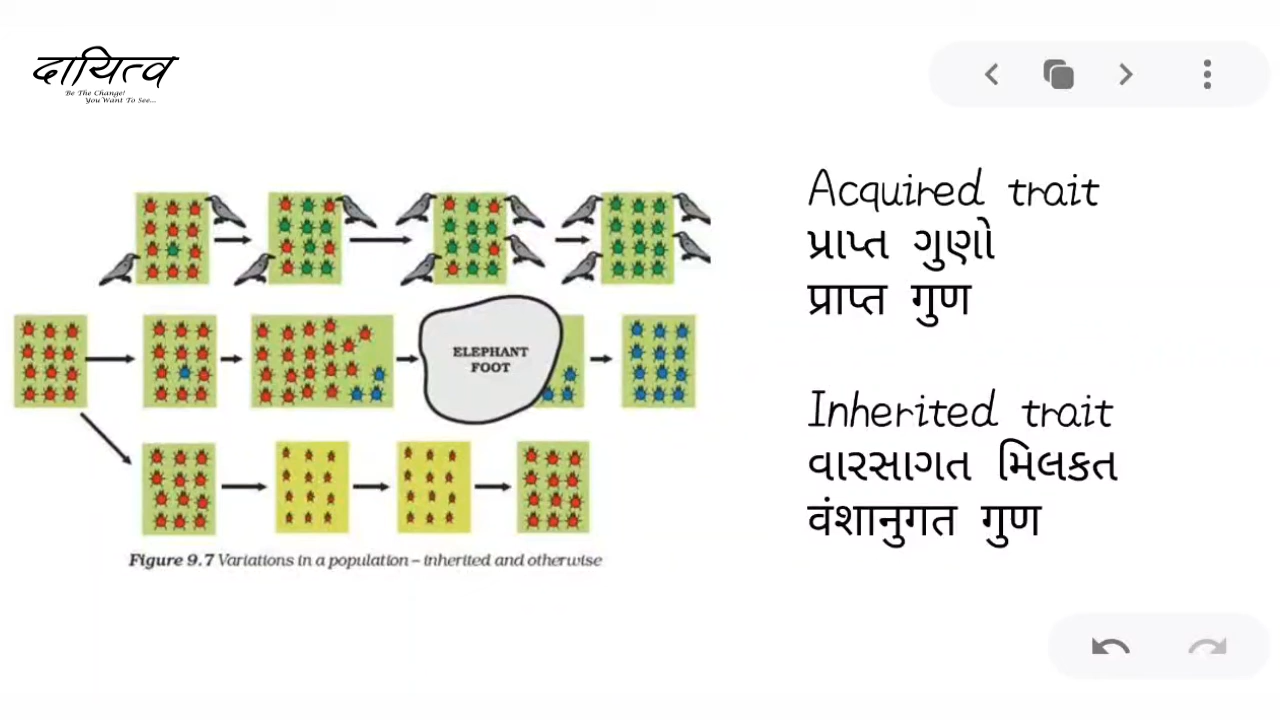 दायित्व
Be The Change!
You Want To See...
Acquired trait
પ્રાપ્ત ગુણો
प्राप्त गुण
ELEPHANT
FOOT
Inherited trait
વારસાગત મિલકત
वंशानुगत गुण
Figure 9.7 Variations in a population – inherited and otherwise